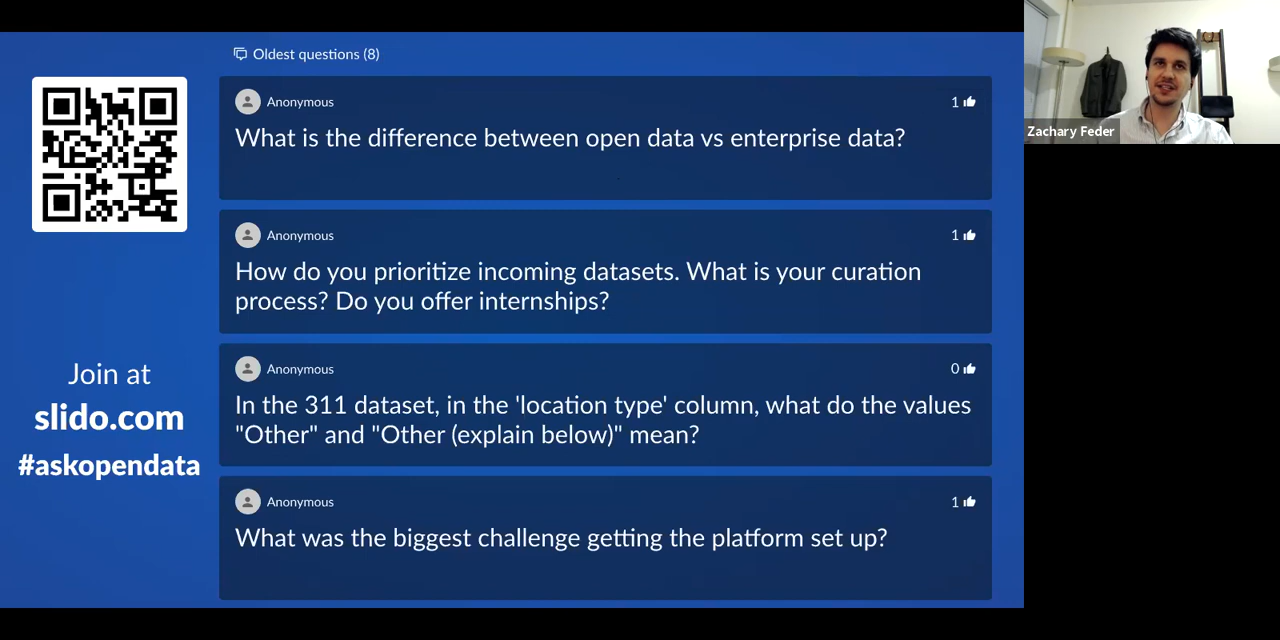 Oldest questions (8)
Anonymous
1
What is the difference between open data vs enterprise data?
Anonymous
1
How do you prioritize incoming datasets. What is your curation
process? Do you offer internships?
Anonymous
0
In the 311 dataset, in the 'location type' column, what do the values
"Other" and "Other (explain below)" mean?
Anonymous
1
What was the biggest challenge getting the platform set up?
Join at
slido.com
#askopendata
Zachary Feder